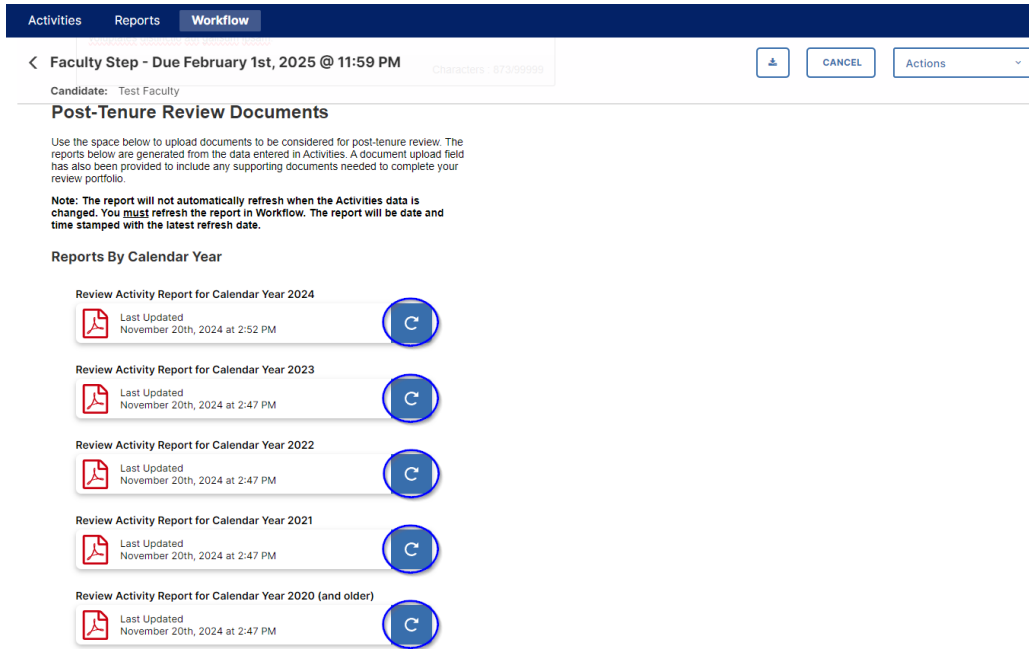 Activities Reports Workflow
Faculty Step - Due February 1st, 2025 @ 11:59 PM
Characters : 873/99999
CANCEL
Actions
Candidate: Test Faculty
Post-Tenure Review Documents
Use the space below to upload documents to be considered for post-tenure review. The
reports below are generated from the data entered in Activities. A document upload field
has also been provided to include any supporting documents needed to complete your
review portfolio.
Note: The report will not automatically refresh when the Activities data is
changed. You must refresh the report in Workflow. The report will be date and
time stamped with the latest refresh date.
Reports By Calendar Year
Review Activity Report for Calendar Year 2024
Last Updated
November 20th, 2024 at 2:52 PM
Review Activity Report for Calendar Year 2023
Last Updated
November 20th, 2024 at 2:47 PM
Review Activity Report for Calendar Year 2022
Last Updated
November 20th, 2024 at 2:47 PM
Review Activity Report for Calendar Year 2021
Last Updated
November 20th, 2024 at 2:47 PM
Review Activity Report for Calendar Year 2020 (and older)
Last Updated
November 20th, 2024 at 2:47 PM